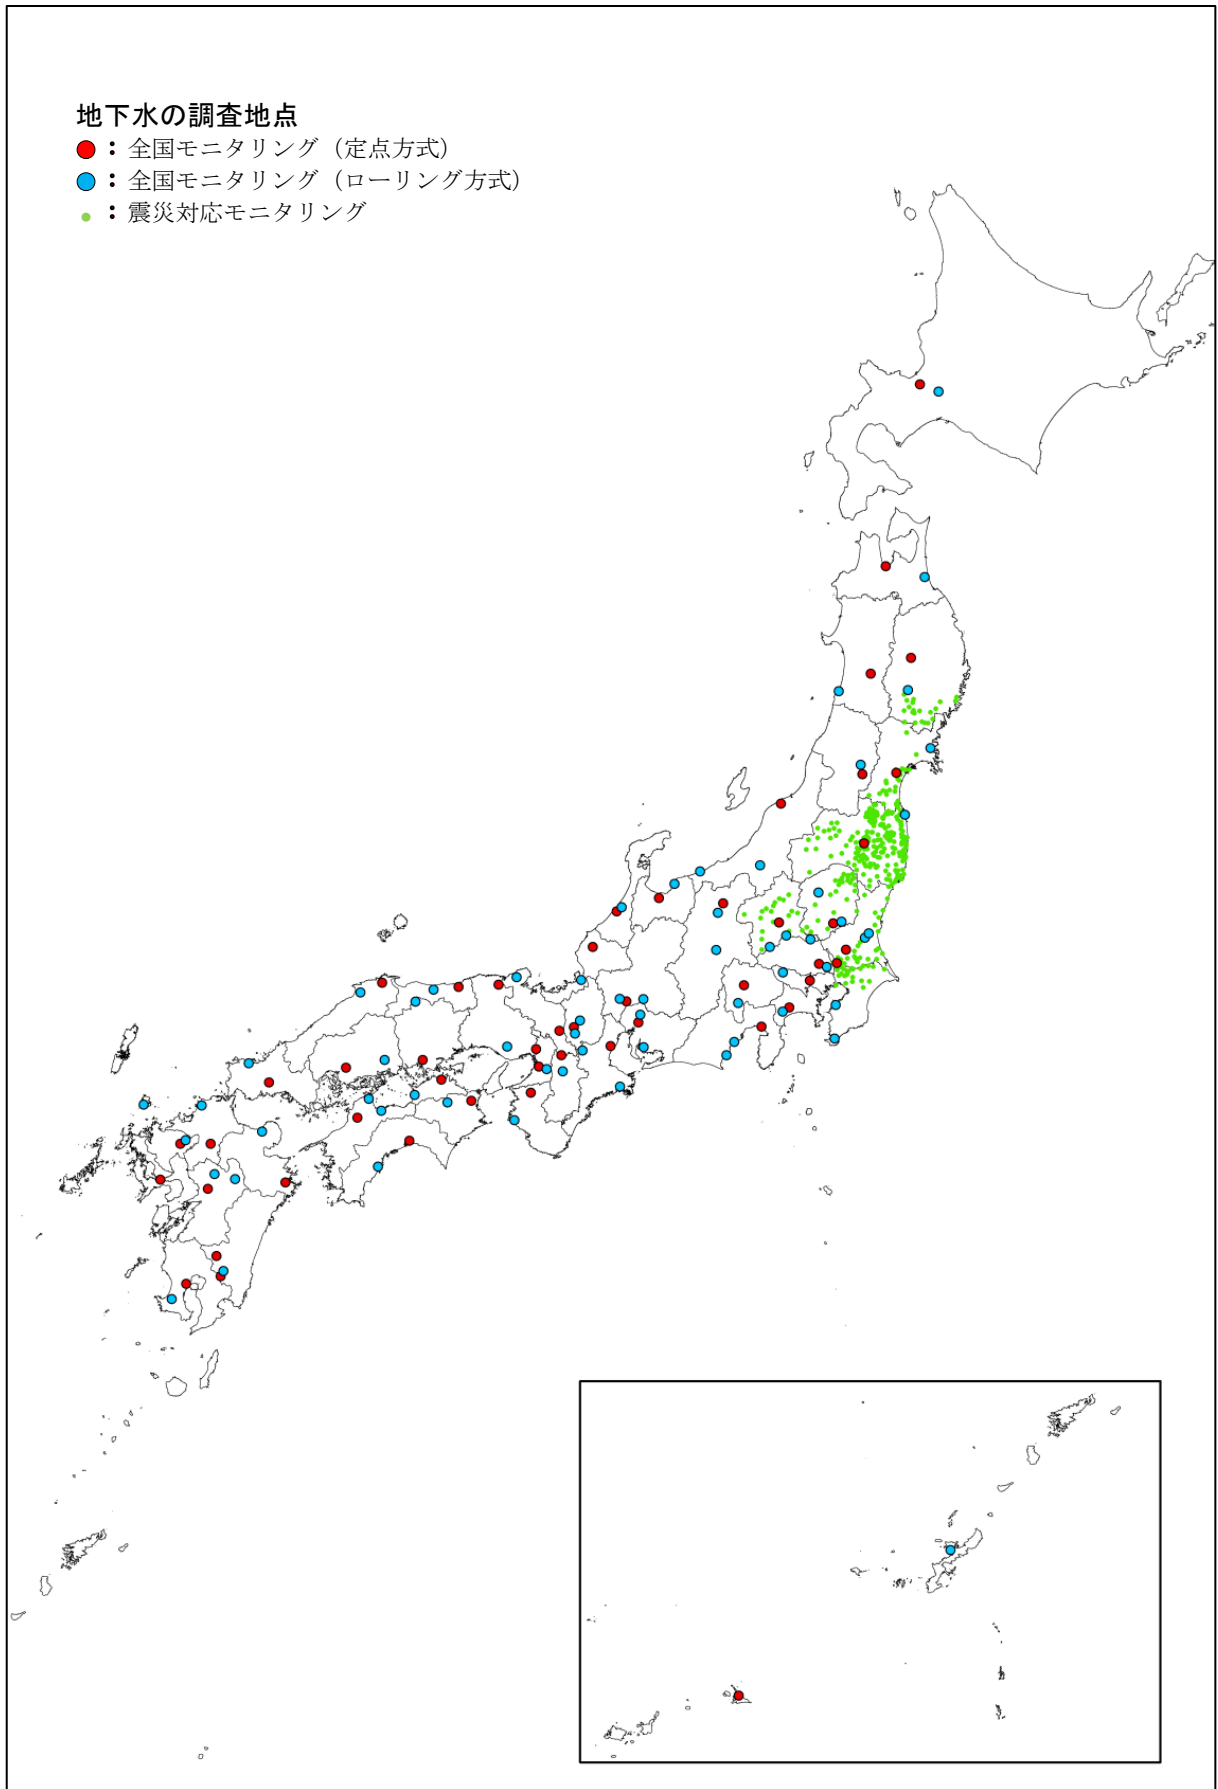 地下水の調査地点
：全国モニタリング（定点方式）
：全国モニタリング（ローリング方式）
：震災対応モニタリング